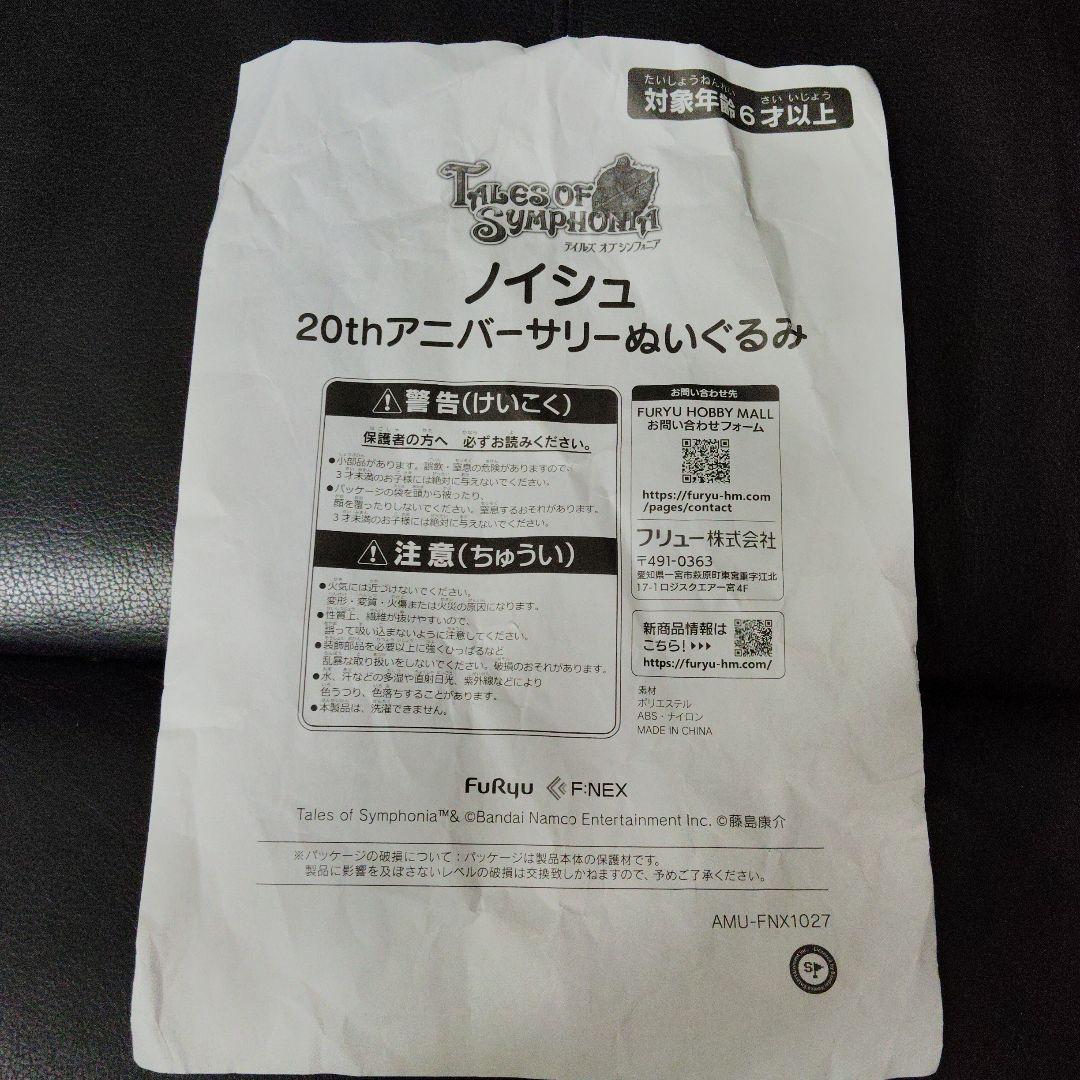 対象年齢6才以上
たいしょうねんれい さい いじょう
TALES OF
SYMPHONIA
テイルズ オブ シンフォニア
ノイシュ
20thアニバーサリーぬいぐるみ
警告(けいこく)
保護者の方へ 必ずお読みください。
●小部品があります。誤飲・窒息の危険がありますので、
3才未満のお子様には絶対に与えないでください。
●パッケージの袋を頭から被ったり、
顔を覆ったりしないでください。窒息するおそれがあります。
3才未満のお子様には絶対に与えないでください。
注意(ちゅうい)
●火気には近づけないでください。
変形・変質・火傷または火災の原因になります。
●性質上、繊維が抜けやすいので、
誤って吸い込まないように注意してください。
●装飾部品を必要以上に強くひっぱるなど
乱暴な取り扱いをしないでください。破損のおそれがあります。
●水、汗などの多湿や直射日光、紫外線などにより
色うつり、色落ちすることがあります。
●本製品は、洗濯できません。
お問い合わせ先
FURYU HOBBY MALL
お問い合わせフォーム
https://furyu-hm.com
/pages/contact
フリュー株式会社
〒491-0363
愛知県一宮市萩原町東宮重字江北
17-1ロジスクエアー宮4F
新商品情報は
こちら!
https://furyu-hm.com/
素材
ポリエステル
ABS・ナイロン
MADE IN CHINA
FuRyu F:NEX
Tales of Symphonia™& ©Bandai Namco Entertainment Inc. ©藤島康介
※パッケージの破損について:パッケージは製品本体の保護材です。
製品に影響を及ぼさないレベルの破損は交換致しかねますので、予めご了承ください。
AMU-FNX1027